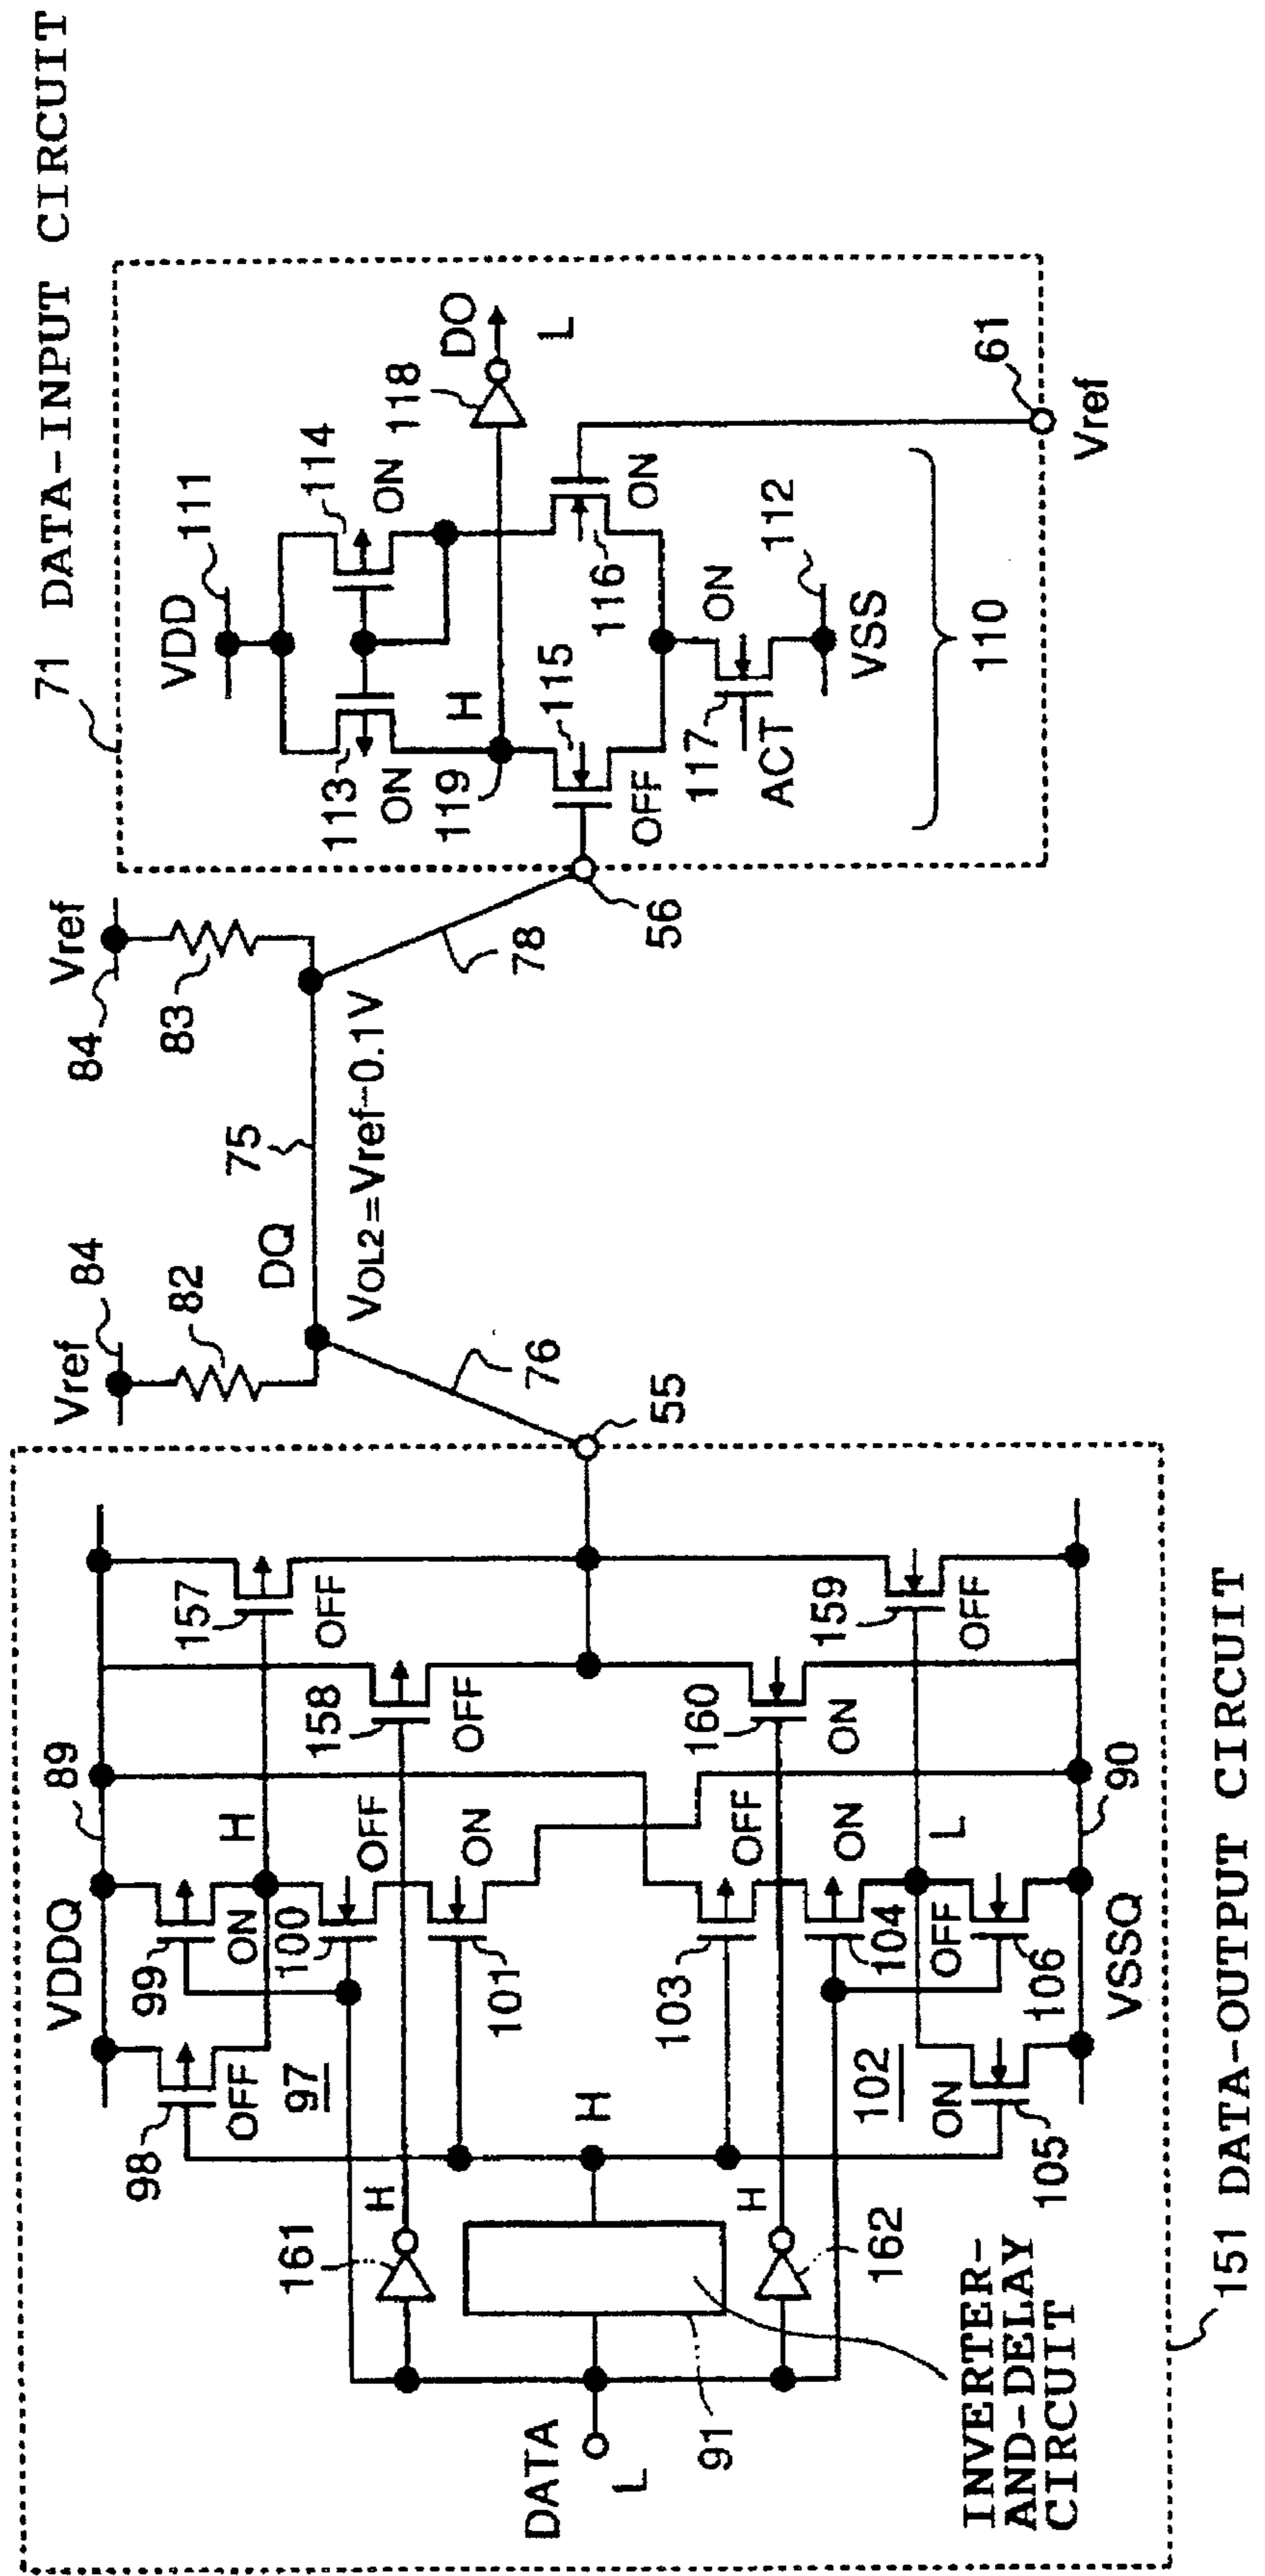 71 DATA-INPUT CIRCUIT
VDD
111
113
ON
114
ON
118
DO
L
119
H
115
OFF
116
ON
117
ON
ACT
112
VSS
110
61
Vref
Vref
84
82
Vref
84
83
DQ
75
VOL2=Vref-0.1V
76
78
55
56
VDDQ
89
98
OFF
99
ON
H
157
OFF
97
100
OFF
158
OFF
101
ON
161
H
DATA
L
91
H
103
OFF
160
ON
162
H
104
ON
159
OFF
102
L
105
ON
106
OFF
VSSQ
90
INVERTER-
AND-DELAY
CIRCUIT
151 DATA-OUTPUT CIRCUIT